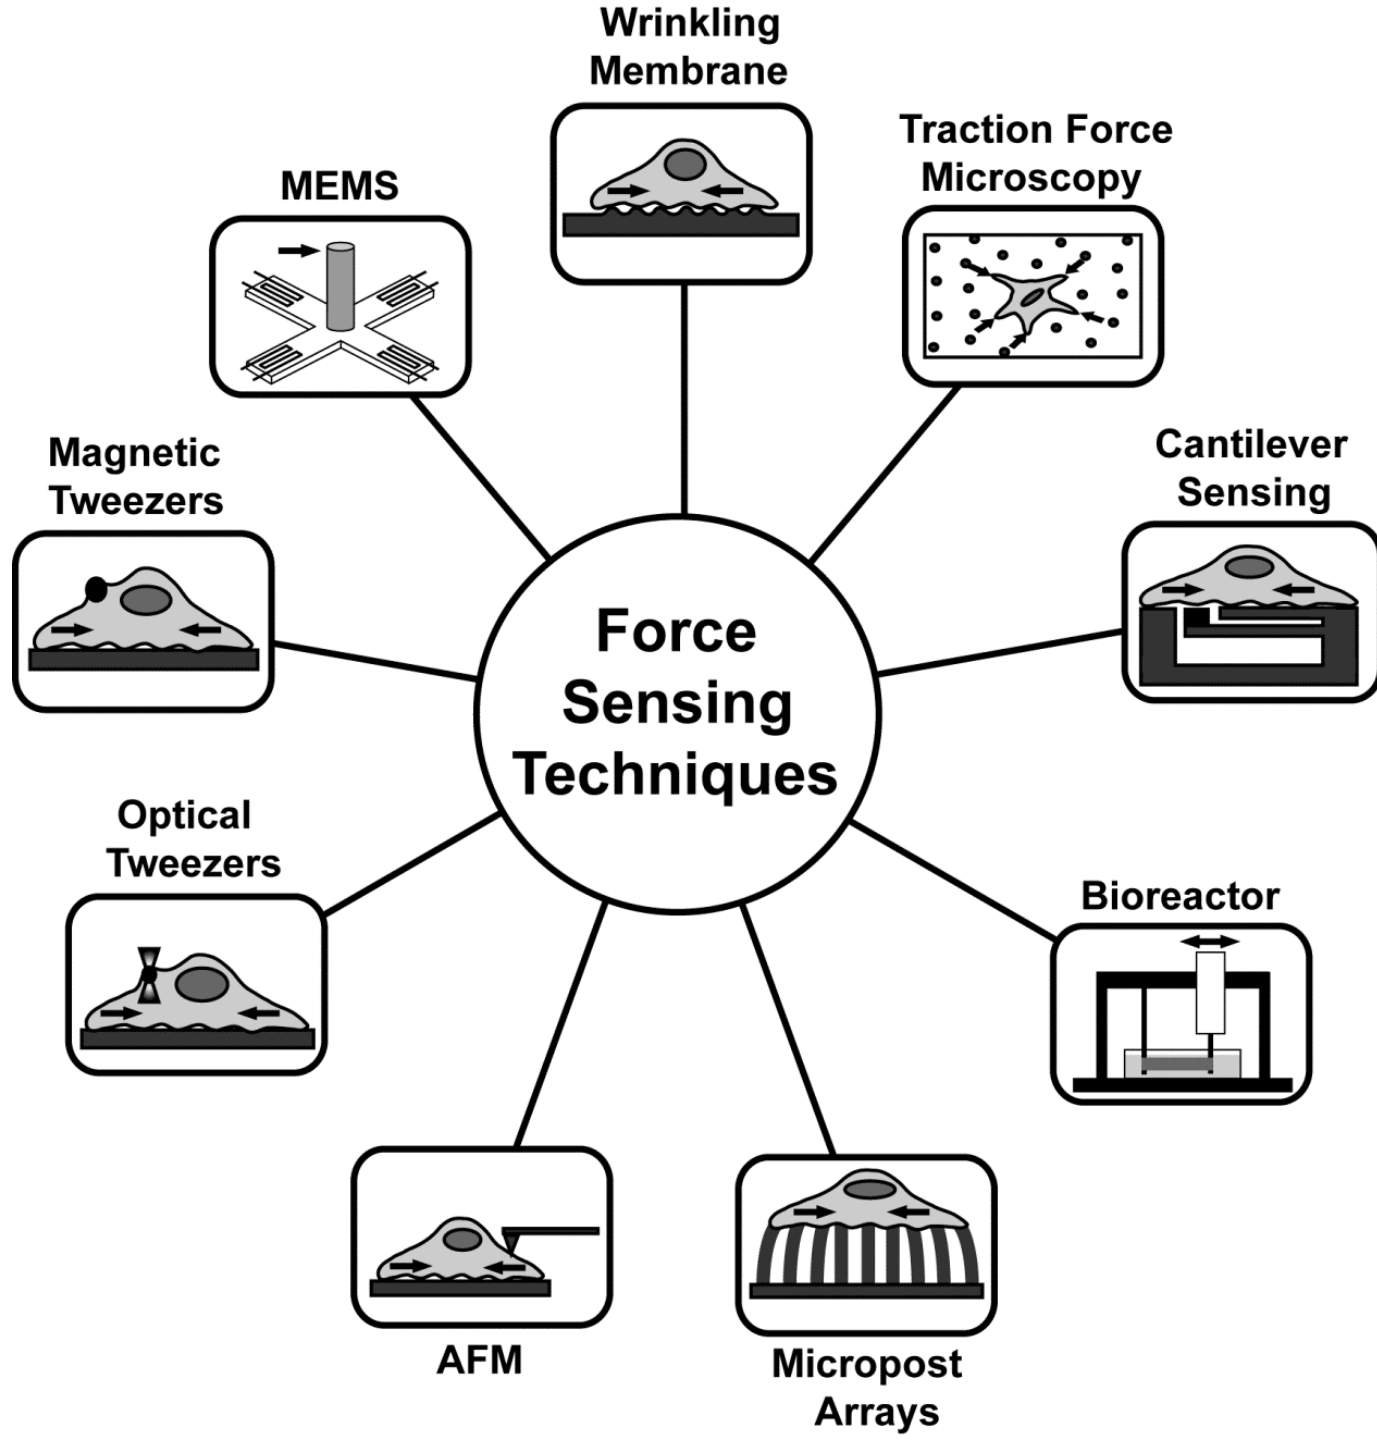 Wrinkling
Membrane
Traction Force
Microscopy
MEMS
Cantilever
Sensing
Magnetic
Tweezers
Force
Sensing
Techniques
Optical
Tweezers
Bioreactor
AFM
Micropost
Arrays